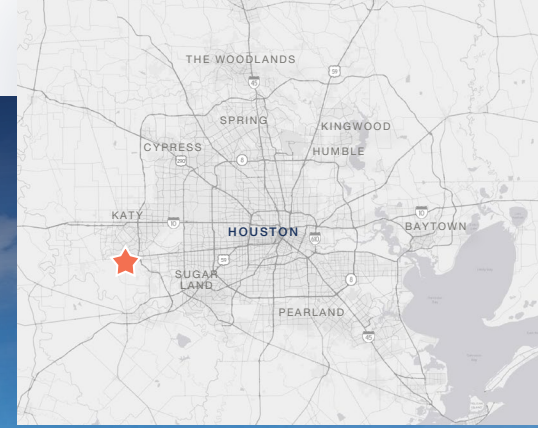 THE WOODLANDS
59
45
SPRING
KINGWOOD
CYPRESS
HUMBLE
290
6
KATY
10
10
HOUSTON
610
BAYTOWN
SUGAR
LAND
8
PEARLAND
45